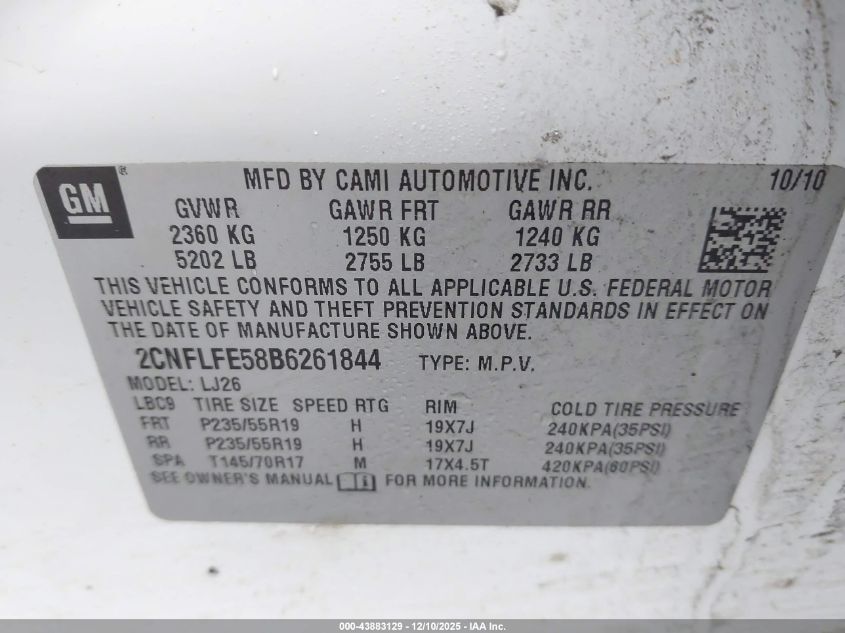 GM ®
MFD BY CAMI AUTOMOTIVE INC. 10/10
GVWR GAWR FRT GAWR RR
2360 KG 1250 KG 1240 KG
5202 LB 2755 LB 2733 LB
THIS VEHICLE CONFORMS TO ALL APPLICABLE U.S. FEDERAL MOTOR
VEHICLE SAFETY AND THEFT PREVENTION STANDARDS IN EFFECT ON
THE DATE OF MANUFACTURE SHOWN ABOVE.
2CNFLFE58B6261844 TYPE: M.P.V.
MODEL: LJ26
LBC9 TIRE SIZE SPEED RTG RIM COLD TIRE PRESSURE
FRT P235/55R19 H 19X7J 240KPA(35PSI)
RR P235/55R19 H 19X7J 240KPA(35PSI)
SPA T145/70R17 M 17X4.5T 420KPA(60PSI)
SEE OWNER'S MANUAL FOR MORE INFORMATION.
000-43883129 - 12/10/2025 - IAA Inc.